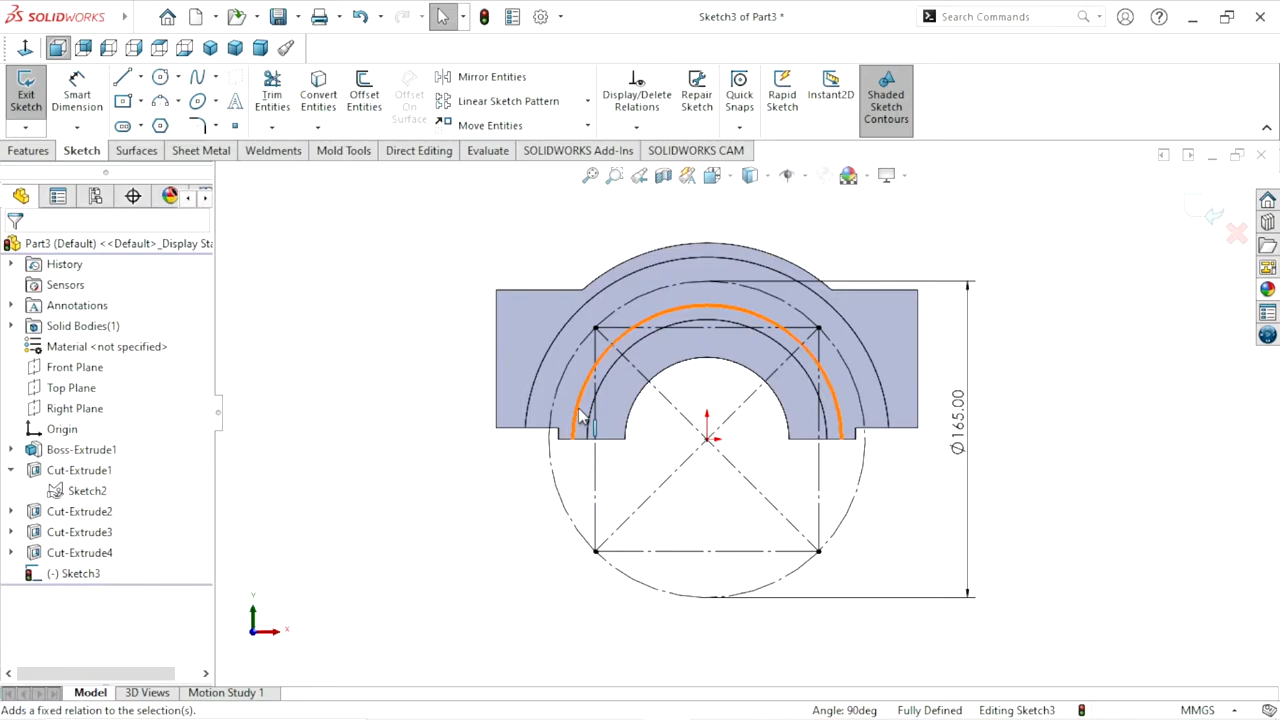 SOLIDWORKS
Sketch3 of Part3 *
Search Commands
Exit Sketch
Smart Dimension
Trim Entities
Convert Entities
Offset Entities
Offset On Surface
Mirror Entities
Linear Sketch Pattern
Move Entities
Display/Delete Relations
Repair Sketch
Quick Snaps
Rapid Sketch
Instant2D
Shaded Sketch Contours
Features
Sketch
Surfaces
Sheet Metal
Weldments
Mold Tools
Direct Editing
Evaluate
SOLIDWORKS Add-Ins
SOLIDWORKS CAM
Part3 (Default) <<Default>_Display Sta
History
Sensors
Annotations
Solid Bodies(1)
Material <not specified>
Front Plane
Top Plane
Right Plane
Origin
Boss-Extrude1
Cut-Extrude1
Sketch2
Cut-Extrude2
Cut-Extrude3
Cut-Extrude4
(-) Sketch3
Ø165.00
Y
X
Model
3D Views
Motion Study 1
Adds a fixed relation to the selection(s).
Angle: 90deg
Fully Defined
Editing Sketch3
MMGS